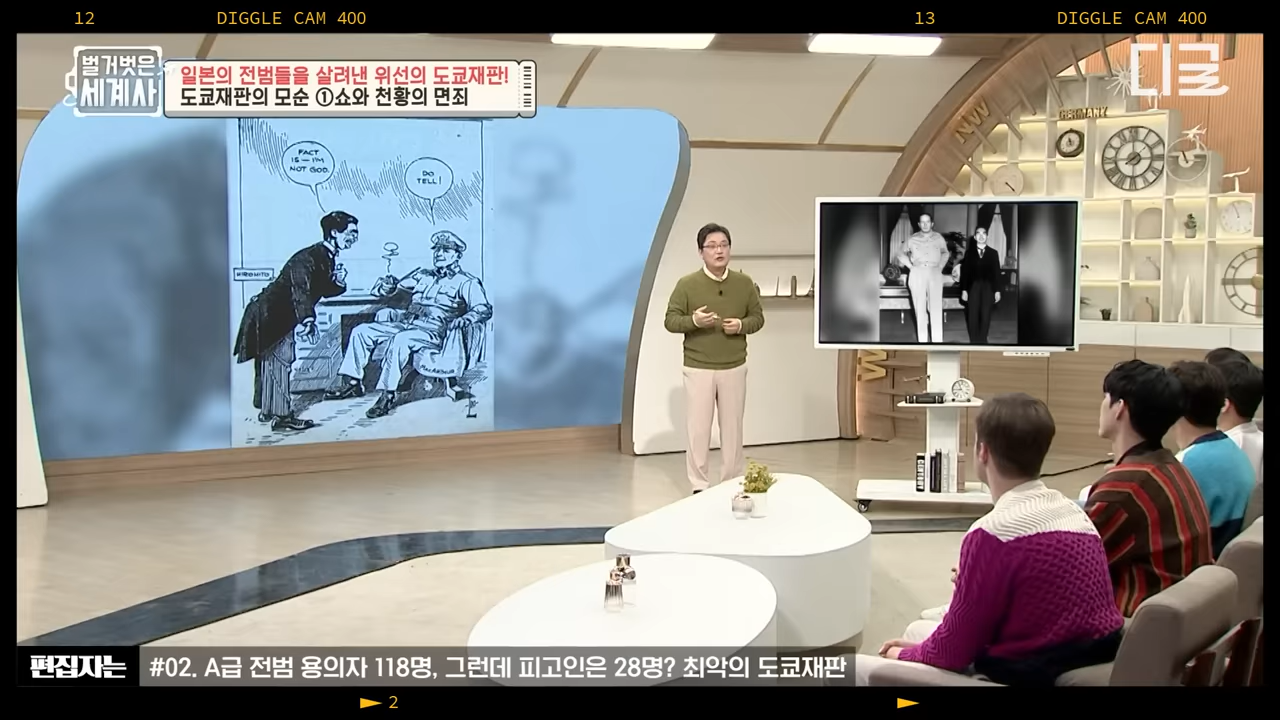 12
DIGGLE CAM 400
13
DIGGLE CAM 400
벌거벗은
세계사
일본의 전범들을 살려낸 위선의 도쿄재판!
도쿄재판의 모순 ①쇼와 천황의 면죄
디글
GERMANY
NW
FACT
IS — I'M
NOT GOD.
DO
TELL!
HIROHITO
MACARTHUR
W
편집자는
#02. A급 전범 용의자 118명, 그런데 피고인은 28명? 최악의 도쿄재판
2